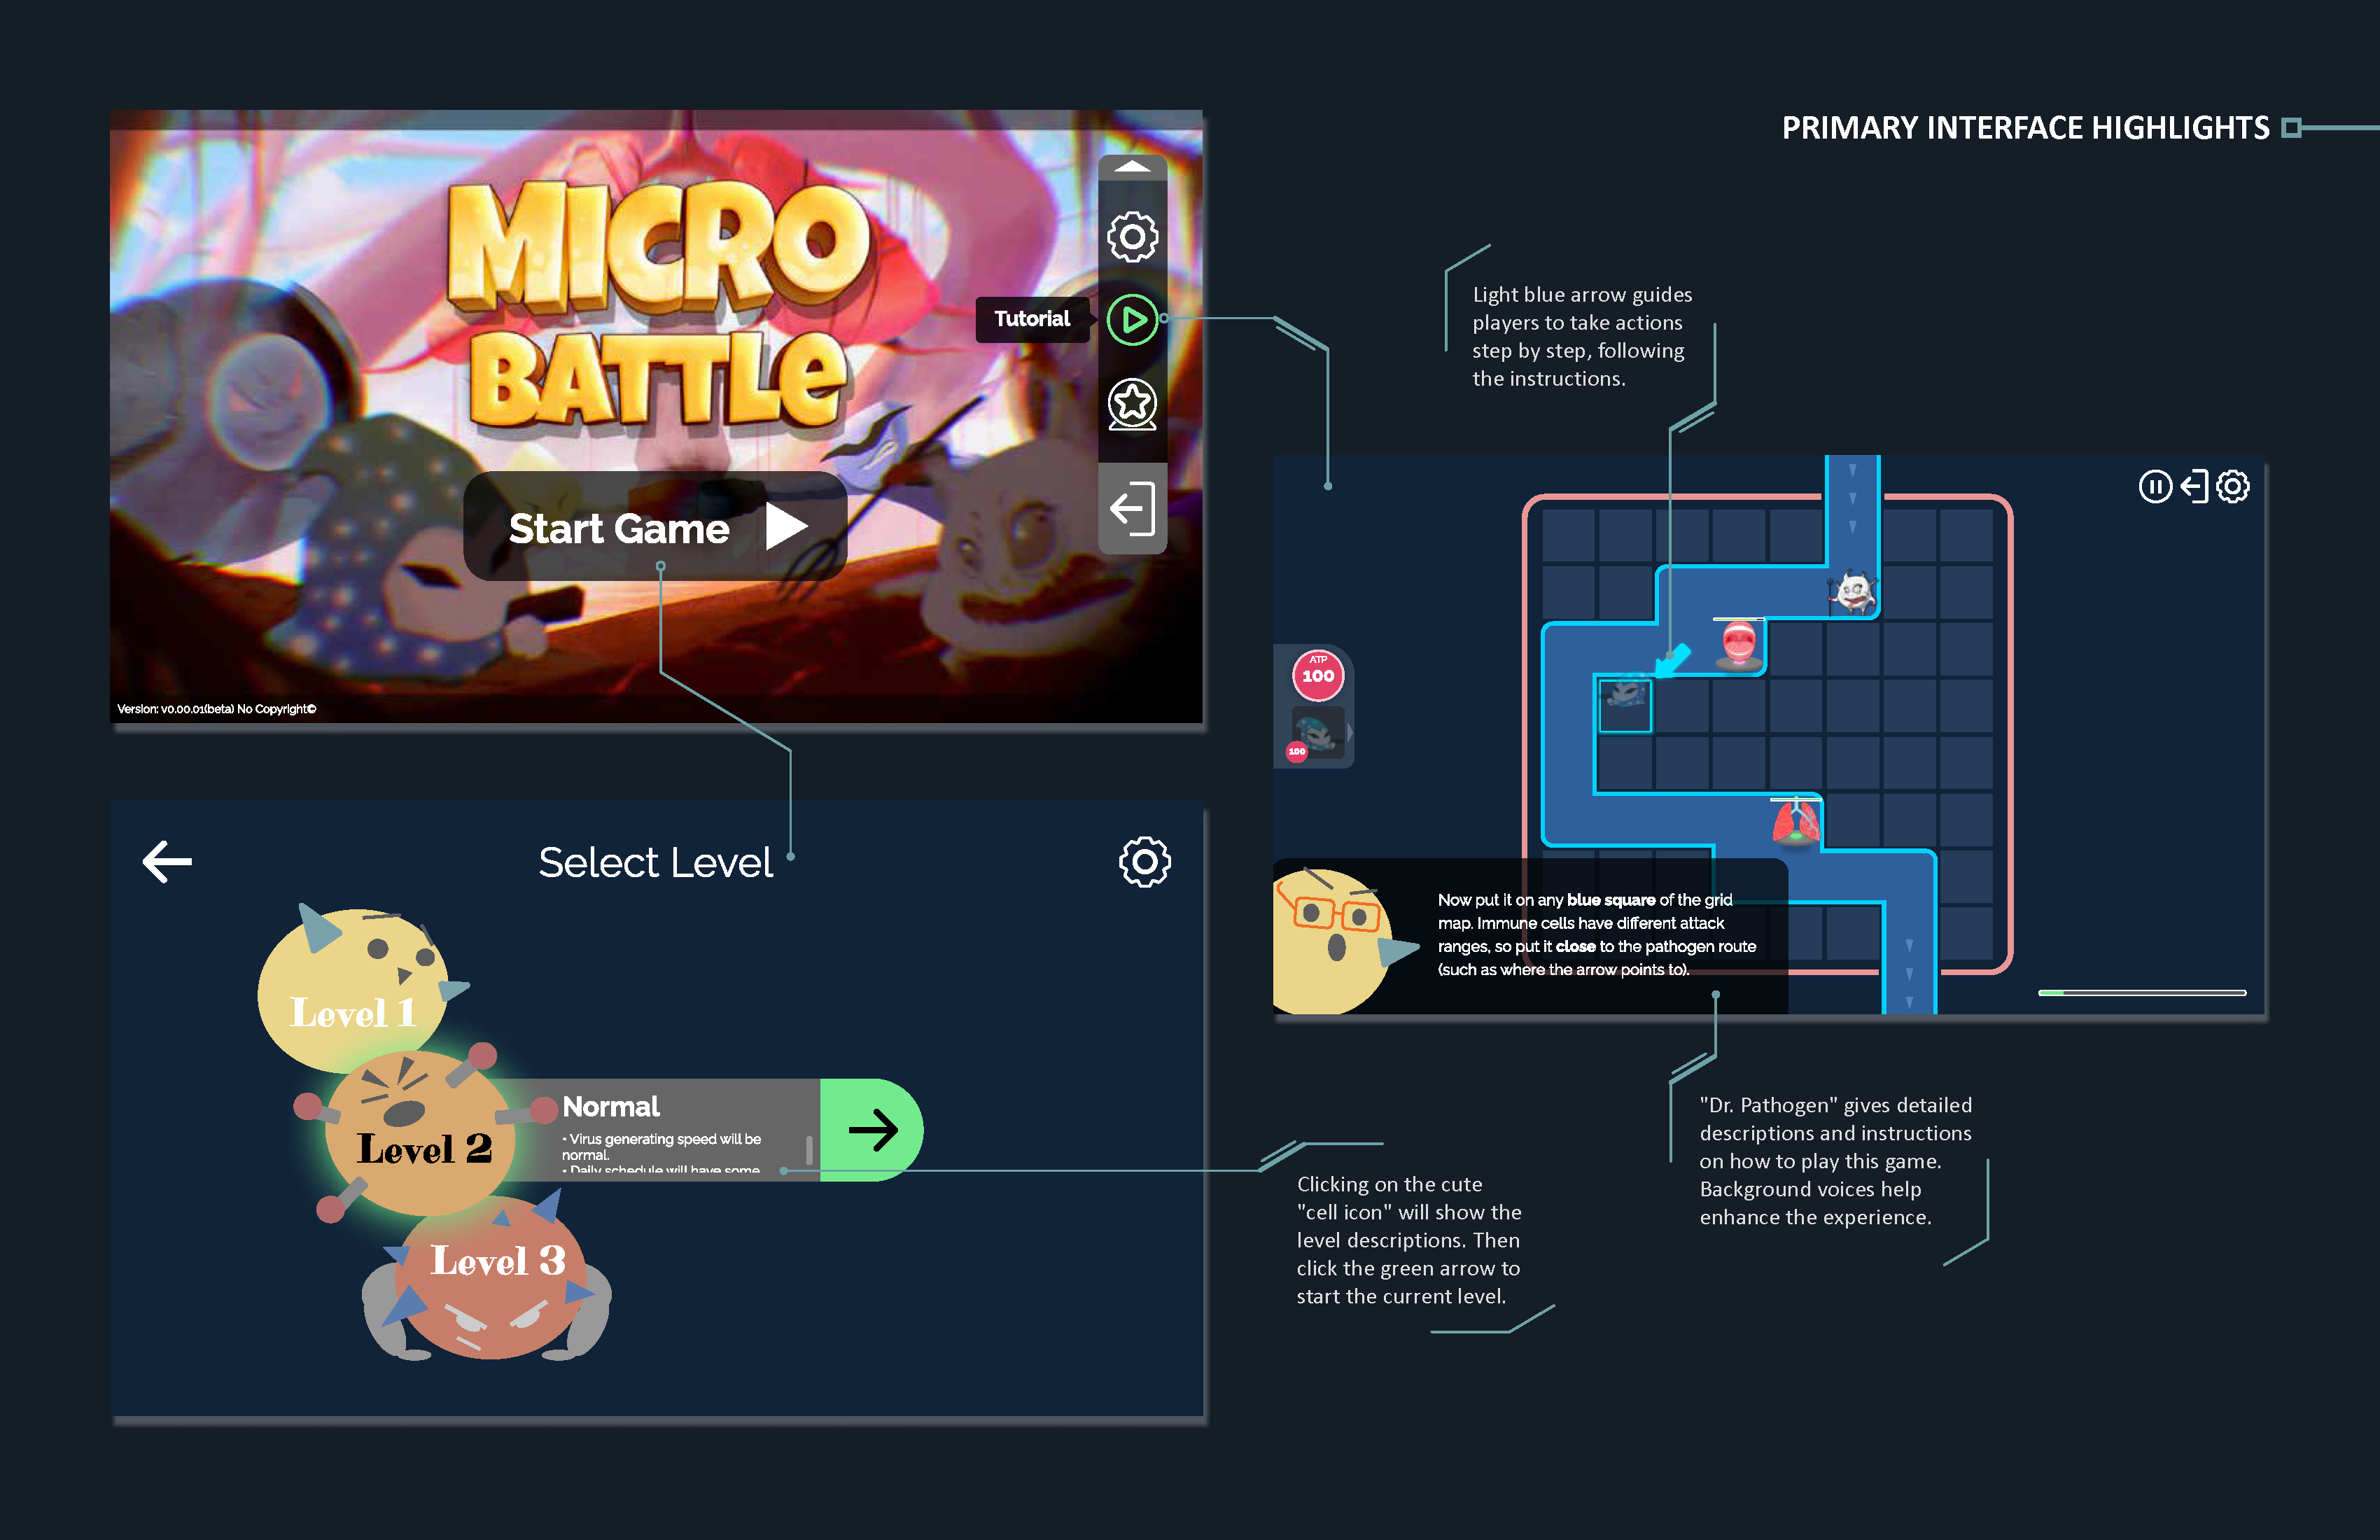 PRIMARY INTERFACE HIGHLIGHTS
MICRO
BATTLE
Tutorial
Start Game
Version: v0.00.01(beta) No Copyright©
Light blue arrow guides
players to take actions
step by step, following
the instructions.
ATP
100
100
Now put it on any blue square of the grid
map. Immune cells have different attack
ranges, so put it close to the pathogen route
(such as where the arrow points to).
Select Level
Level 1
Level 2
Level 3
Normal
• Virus generating speed will be
normal.
• Daily schedule will have some
Clicking on the cute
"cell icon" will show the
level descriptions. Then
click the green arrow to
start the current level.
"Dr. Pathogen" gives detailed
descriptions and instructions
on how to play this game.
Background voices help
enhance the experience.